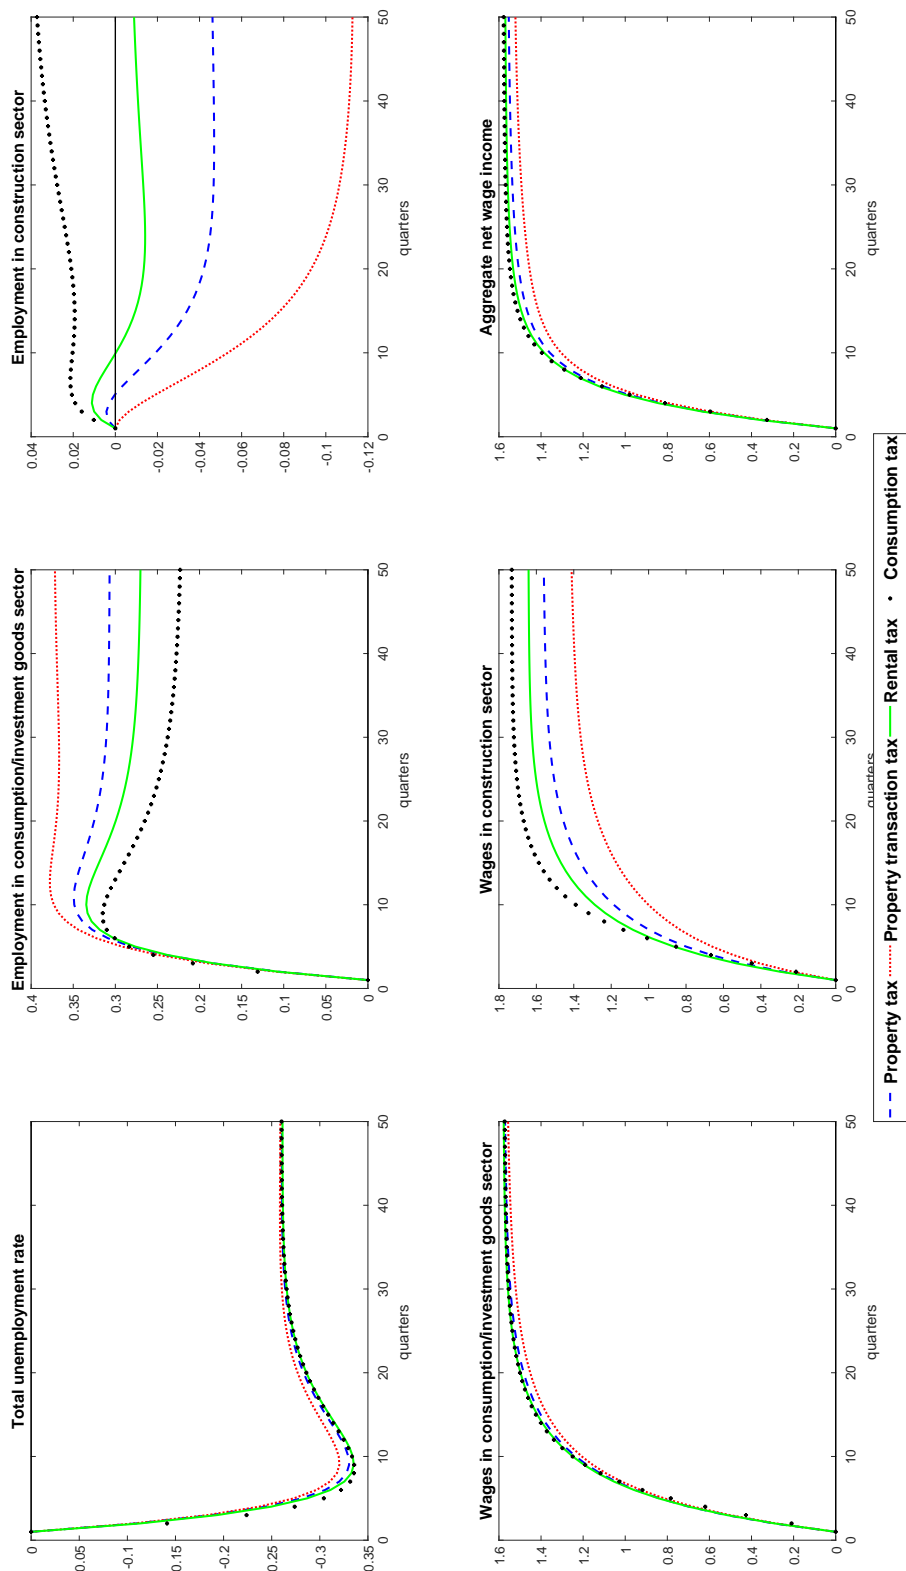 Total unemployment rate
0
0.05
-0.1
0.15
-0.2
0.25
-0.3
0.35
0 10 20 30 40 50
quarters
Employment in consumption/investment goods sector
0.4
0.35
0.3
0.25
0.2
0.15
0.1
0.05
0
0 10 20 30 40 50
quarters
Employment in construction sector
0.04
0.02
0
-0.02
-0.04
-0.06
-0.08
-0.1
-0.12
0 10 20 30 40 50
quarters
Wages in consumption/investment goods sector
1.6
1.4
1.2
1
0.8
0.6
0.4
0.2
0
0 10 20 30 40 50
quarters
Wages in construction sector
1.8
1.6
1.4
1.2
1
0.8
0.6
0.4
0.2
0
0 10 20 30 40 50
quarters
Aggregate net wage income
1.6
1.4
1.2
1
0.8
0.6
0.4
0.2
0
0 10 20 30 40 50
quarters
Property tax Property transaction tax Rental tax Consumption tax